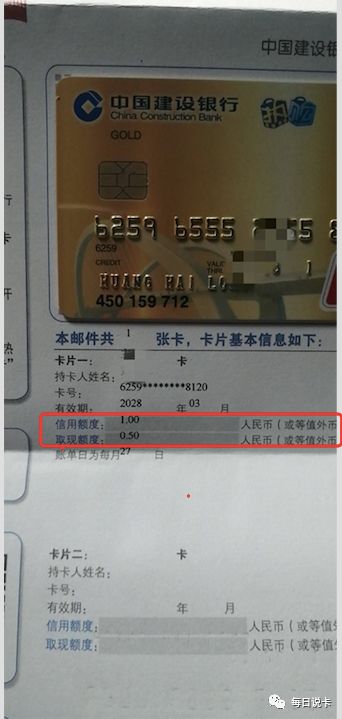 中国建设银
中国建设银行
China Construction Bank
GOLD
6259 6555
6259
CREDIT VALI
THRU
HUANG HAI LO
450 159 712
本邮件共 1 张卡，卡片基本信息如下：
卡片一： 卡
持卡人姓名：
卡号： 6259********8120
有效期： 2028 年 03 月
信用额度： 1.00 人民币（或等值外币
取现额度： 0.50 人民币（或等值外币
账单日为每月 27 日
卡片二： 卡
持卡人姓名：
卡号：
有效期： 年 月
信用额度： 人民币（或等值外
取现额度： 人民币（或等值外
每日说卡